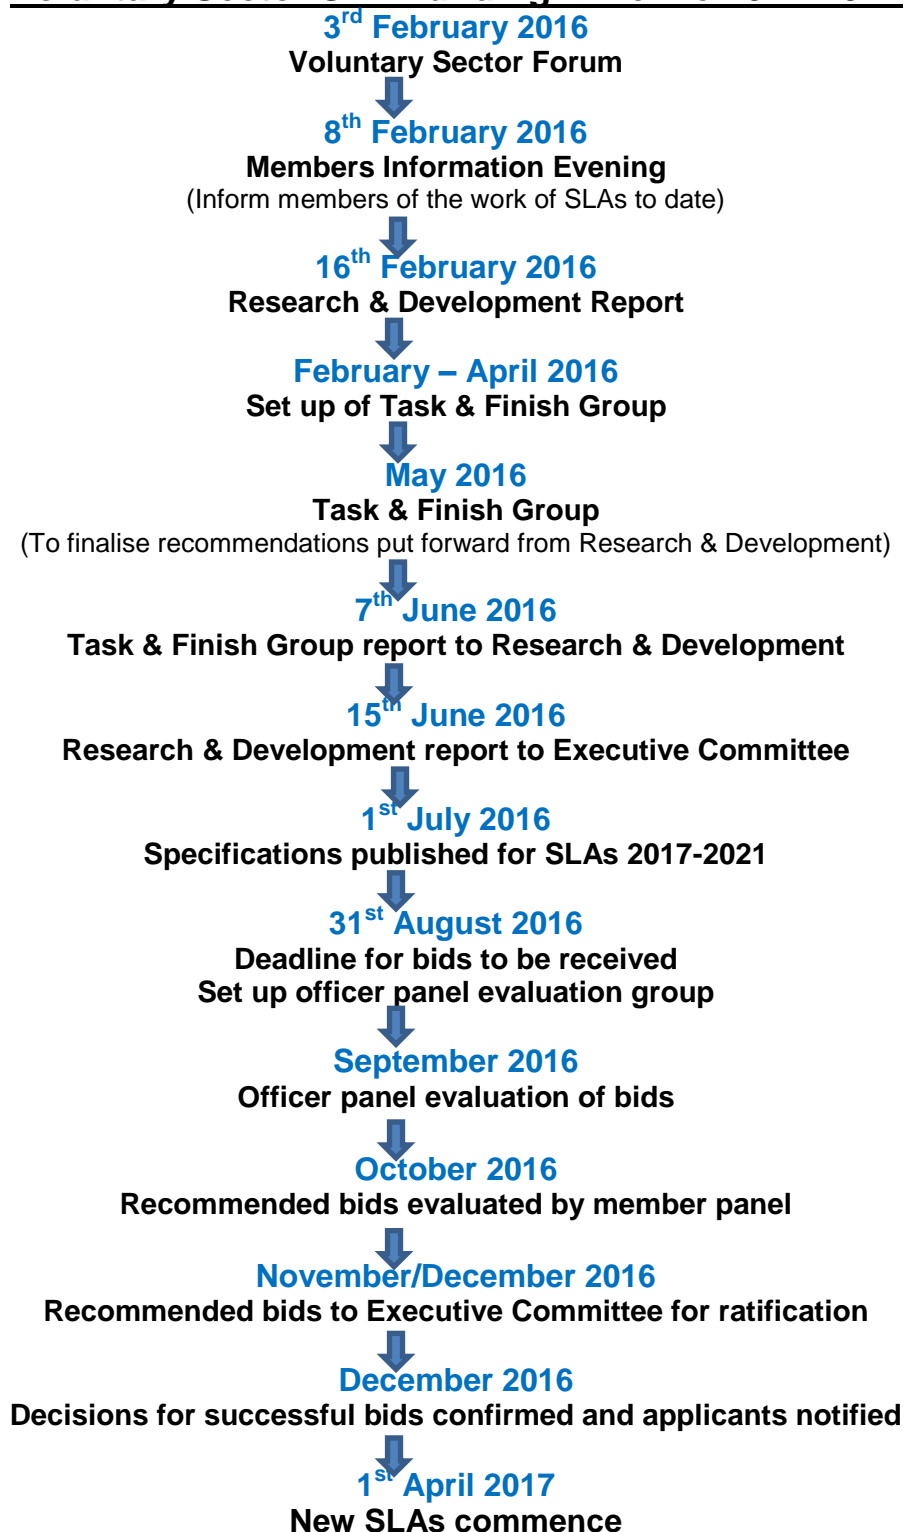 3rd February 2016
Voluntary Sector Forum
8th February 2016
Members Information Evening
(Inform members of the work of SLAs to date)
16th February 2016
Research & Development Report
February – April 2016
Set up of Task & Finish Group
May 2016
Task & Finish Group
(To finalise recommendations put forward from Research & Development)
7th June 2016
Task & Finish Group report to Research & Development
15th June 2016
Research & Development report to Executive Committee
1st July 2016
Specifications published for SLAs 2017-2021
31st August 2016
Deadline for bids to be received
Set up officer panel evaluation group
September 2016
Officer panel evaluation of bids
October 2016
Recommended bids evaluated by member panel
November/December 2016
Recommended bids to Executive Committee for ratification
December 2016
Decisions for successful bids confirmed and applicants notified
1st April 2017
New SLAs commence